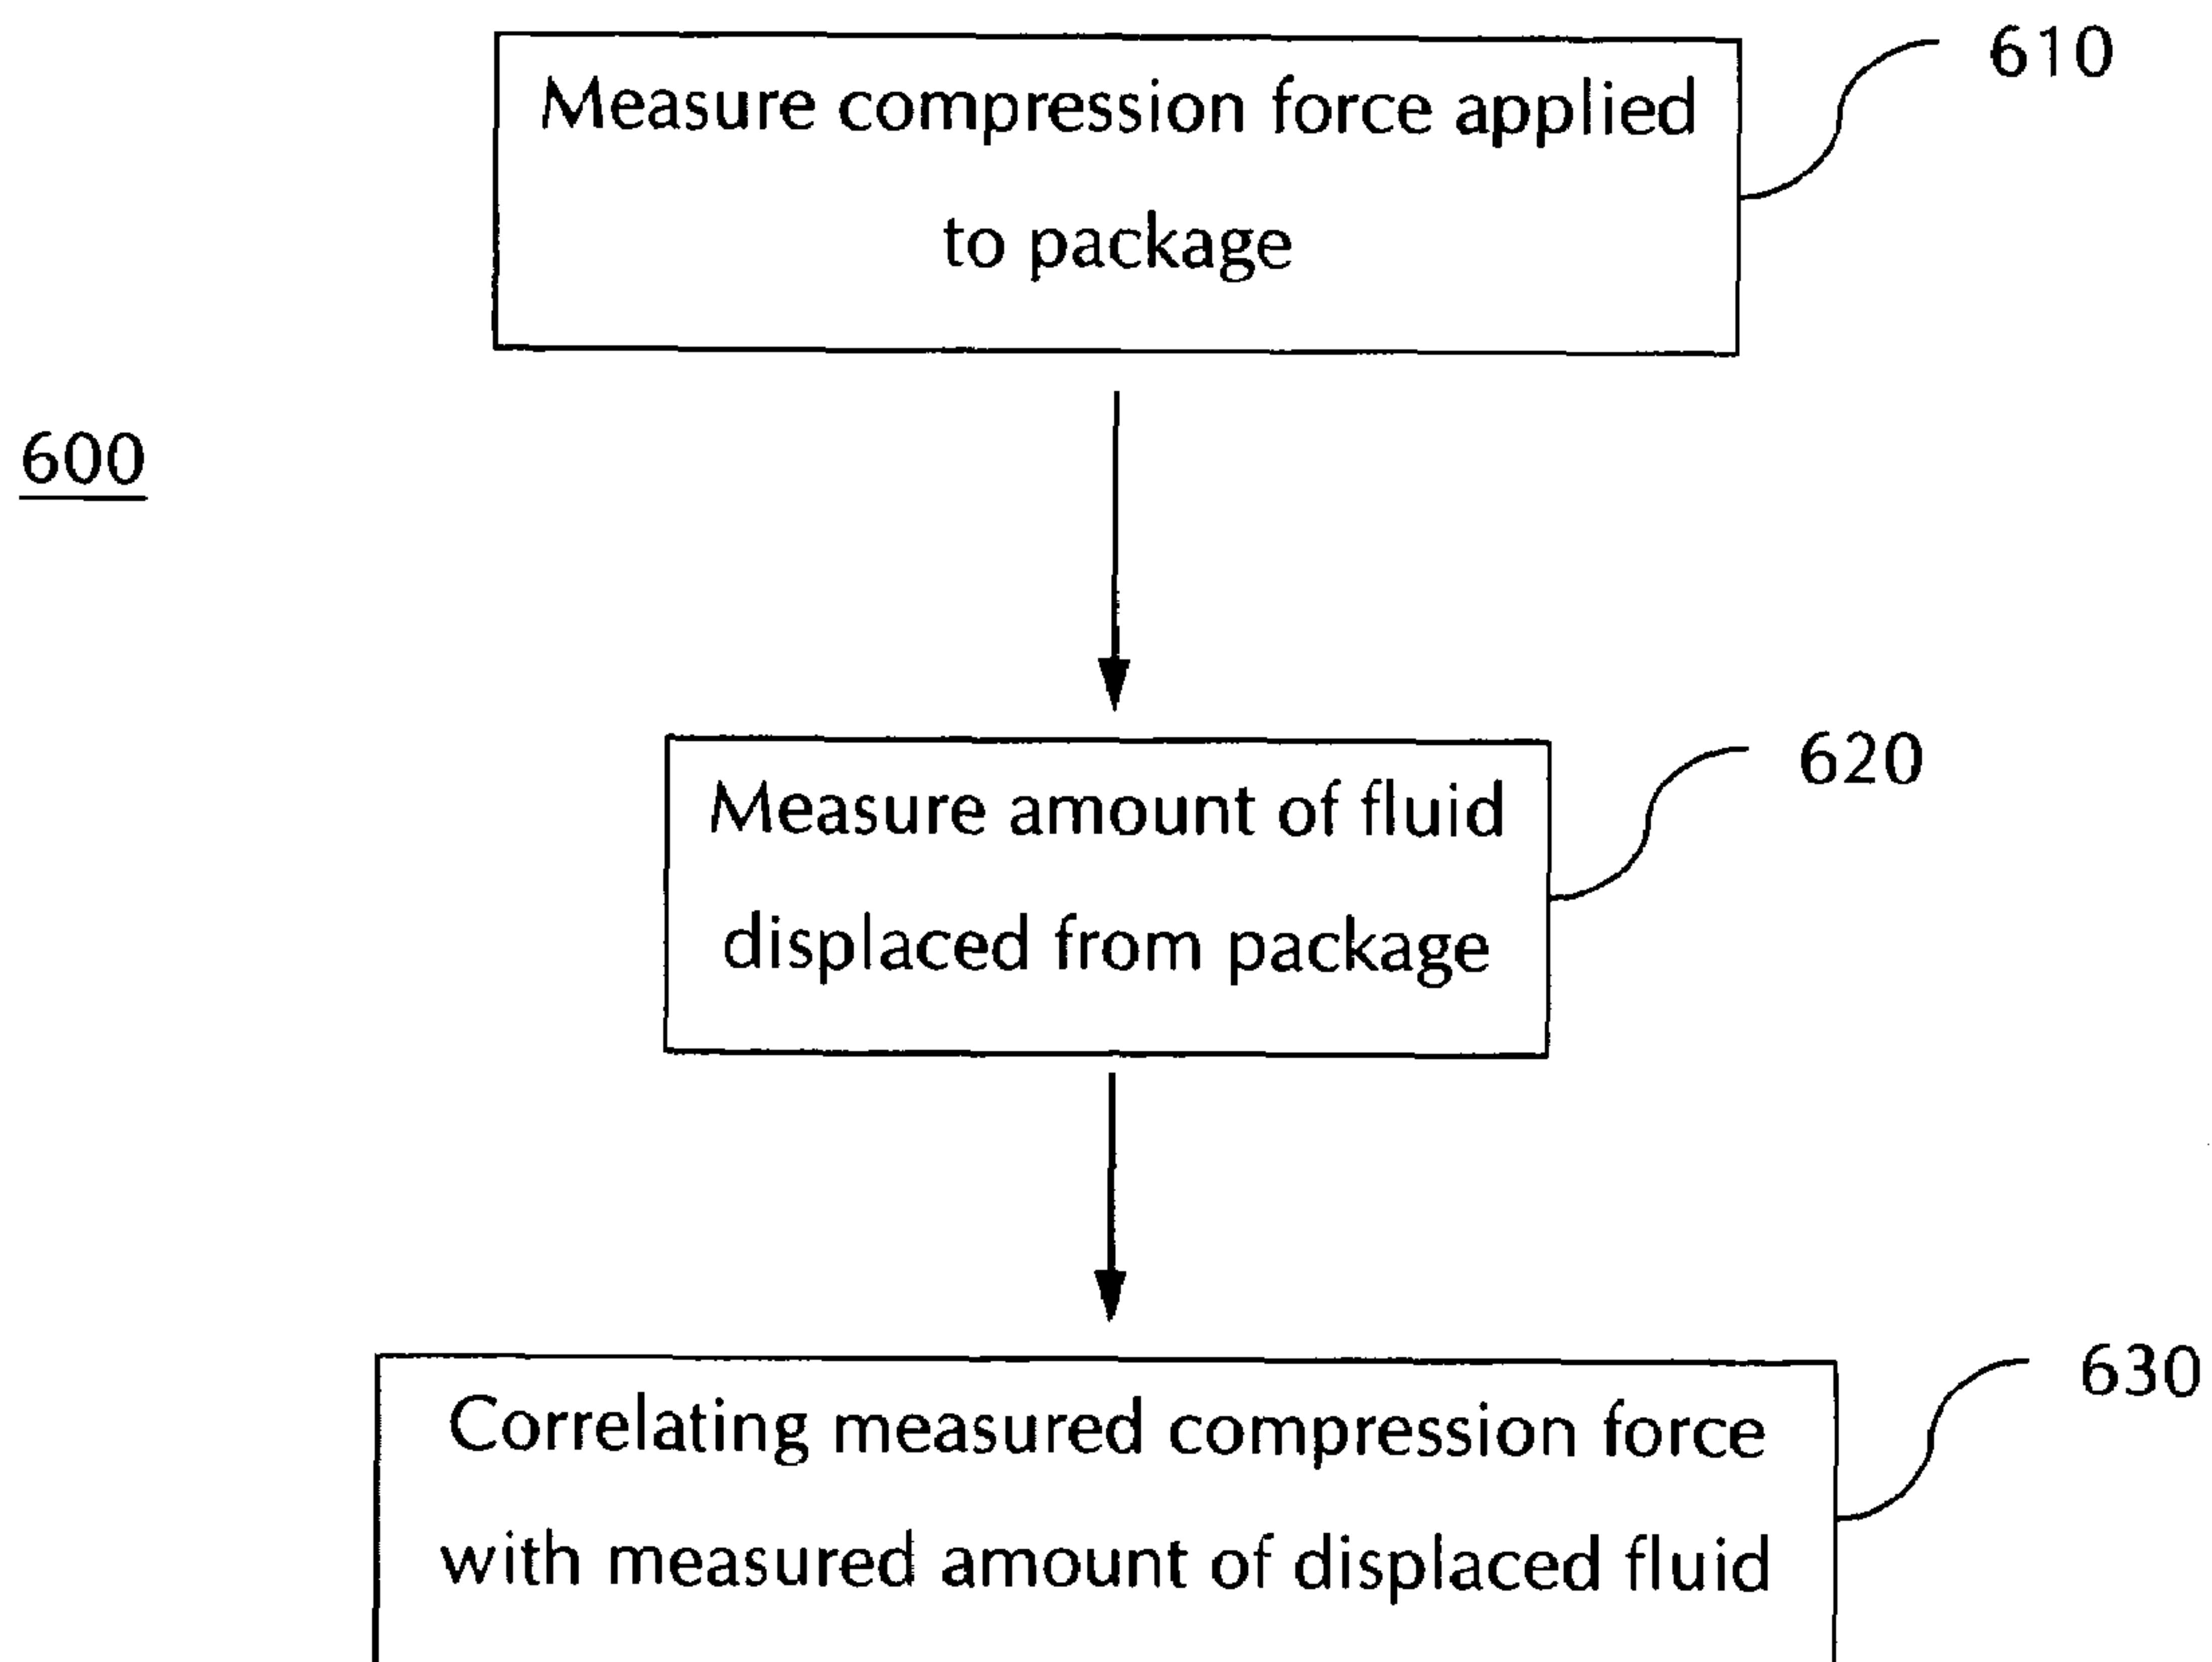 610
Measure compression force applied
to package
600
620
Measure amount of fluid
displaced from package
630
Correlating measured compression force
with measured amount of displaced fluid